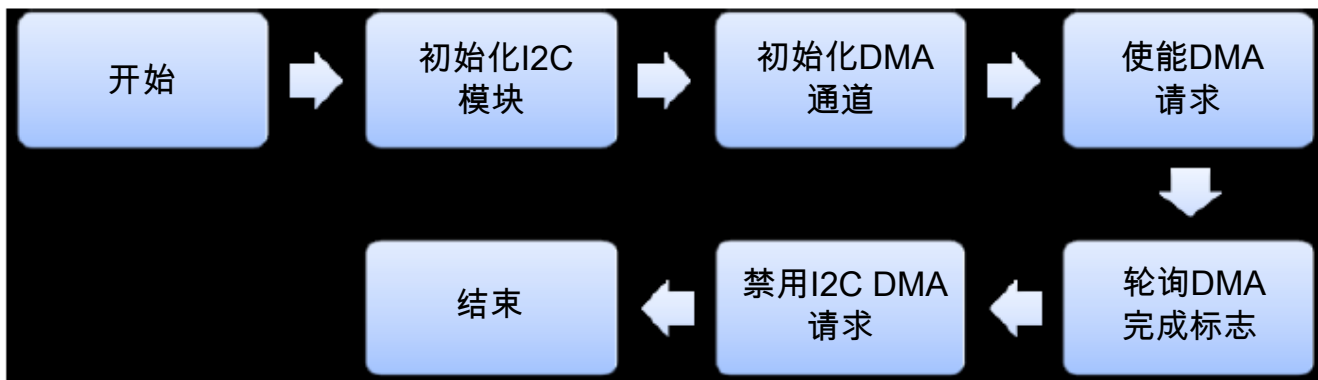 开始
初始化I2C
模块
初始化DMA
通道
使能DMA
请求
轮询DMA
完成标志
禁用I2C DMA
请求
结束